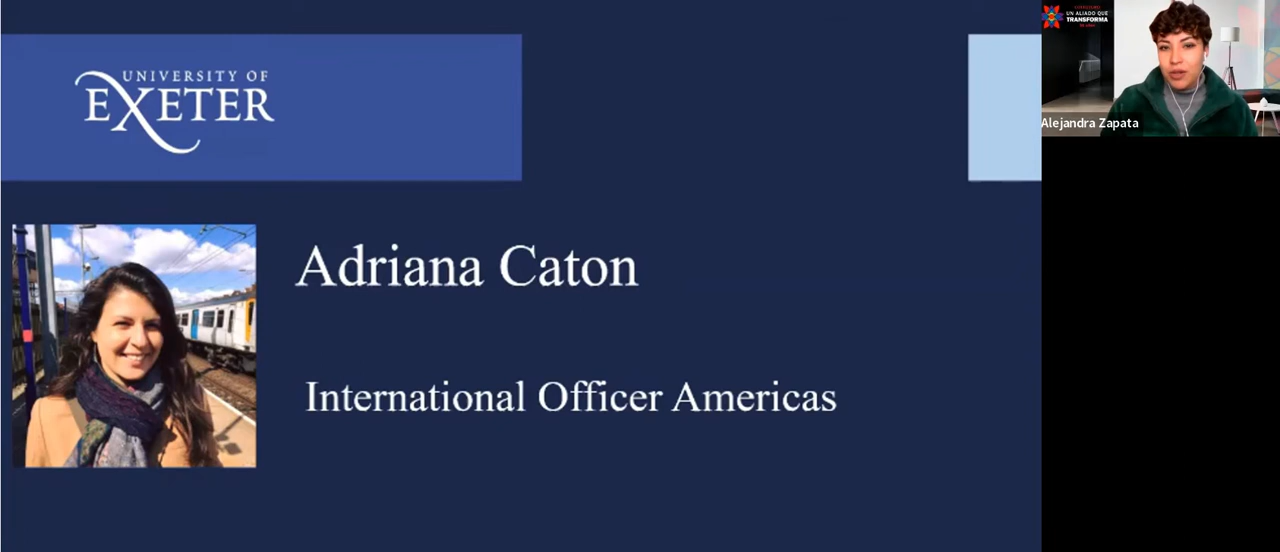 UNIVERSITY OF
EXETER
Adriana Caton
International Officer Americas
UN ALIADO QUE
TRANSFORMA
Alejandra Zapata